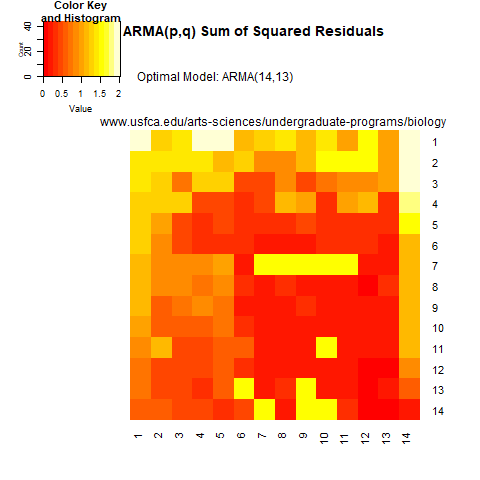 Color Key
and Histogram
Count
0 20 40
0 0.5 1 1.5 2
Value
ARMA(p,q) Sum of Squared Residuals
Optimal Model: ARMA(14,13)
www.usfca.edu/arts-sciences/undergraduate-programs/biology
1
2
3
4
5
6
7
8
9
10
11
12
13
14
1 2 3 4 5 6 7 8 9 10 11 12 13 14